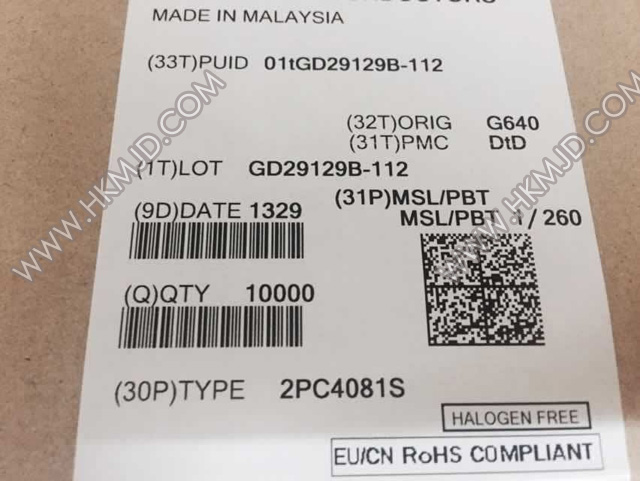 MADE IN MALAYSIA
(33T)PUID 01tGD29129B-112
(32T)ORIG G640
(31T)PMC DtD
(1T)LOT GD29129B-112
(31P)MSL/PBT
(9D)DATE 1329
MSL/PBT 1 / 260
(Q)QTY 10000
(30P)TYPE 2PC4081S
HALOGEN FREE
EU/CN RoHS COMPLIANT
WWW.HKMJD.COM
WWW.HKMJD.COM